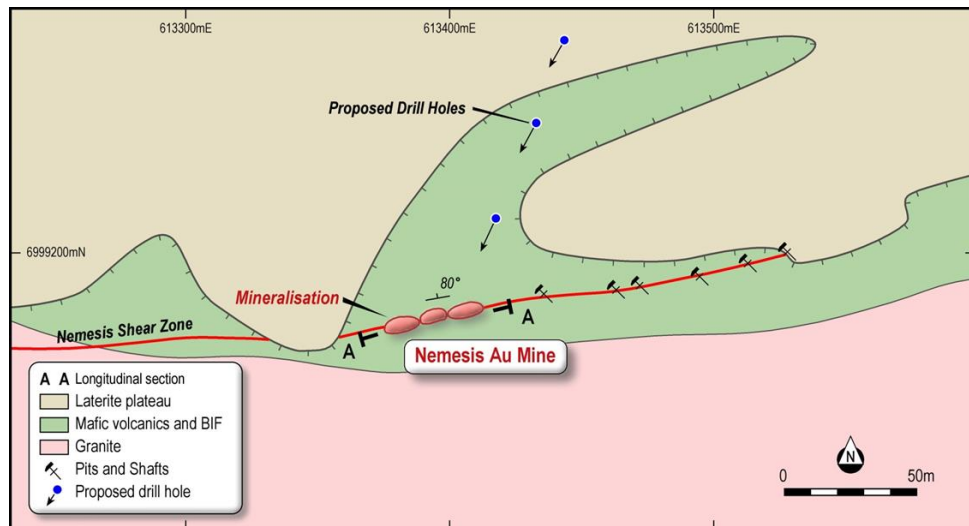 613300mE
613400mE
613500mE
Proposed Drill Holes
6999200mN
80°
Mineralisation
Nemesis Shear Zone
A
A
Nemesis Au Mine
A A Longitudinal section
Laterite plateau
Mafic volcanics and BIF
Granite
Pits and Shafts
Proposed drill hole
N
0
50m